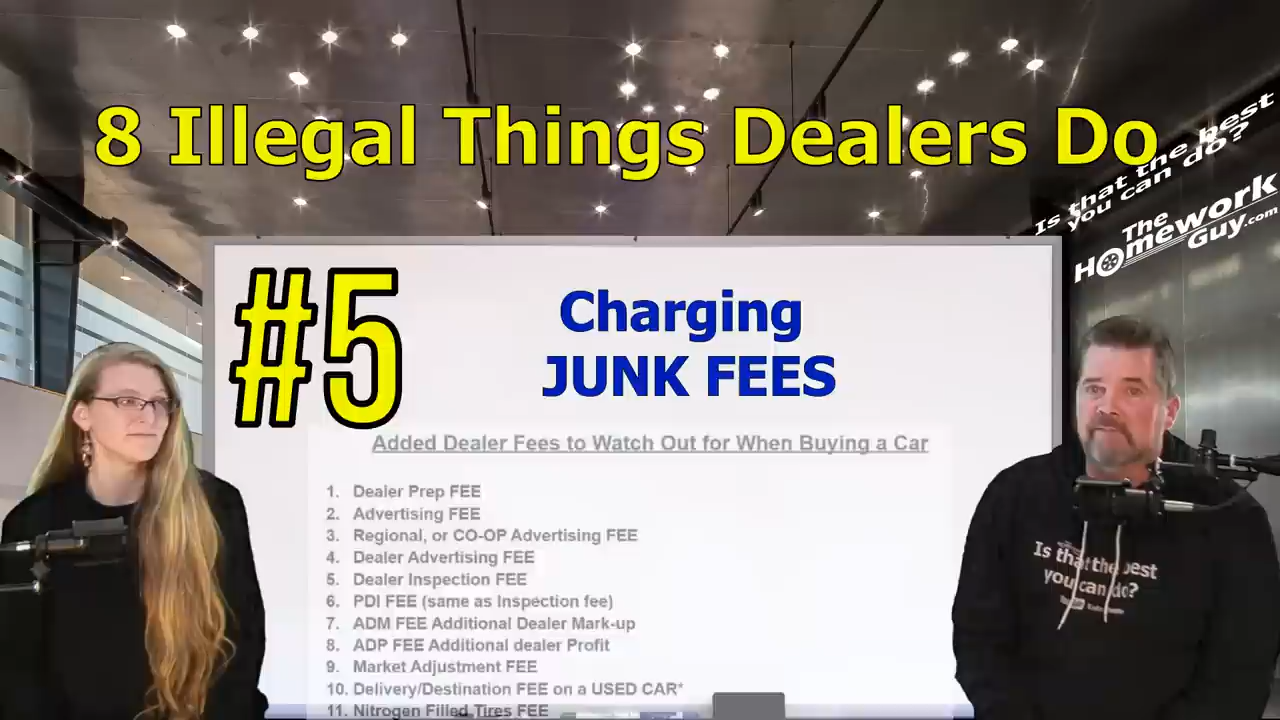 8 Illegal Things Dealers Do
Is that the best
you can do?
The
Homework
Guy.com
#5
Charging
JUNK FEES
Added Dealer Fees to Watch Out for When Buying a Car
1. Dealer Prep FEE
2. Advertising FEE
3. Regional, or CO-OP Advertising FEE
4. Dealer Advertising FEE
5. Dealer Inspection FEE
6. PDI FEE (same as Inspection fee)
7. ADM FEE Additional Dealer Mark-up
8. ADP FEE Additional dealer Profit
9. Market Adjustment FEE
10. Delivery/Destination FEE on a USED CAR*
11. Nitrogen Filled Tires FEE
Is that the best
you can do?